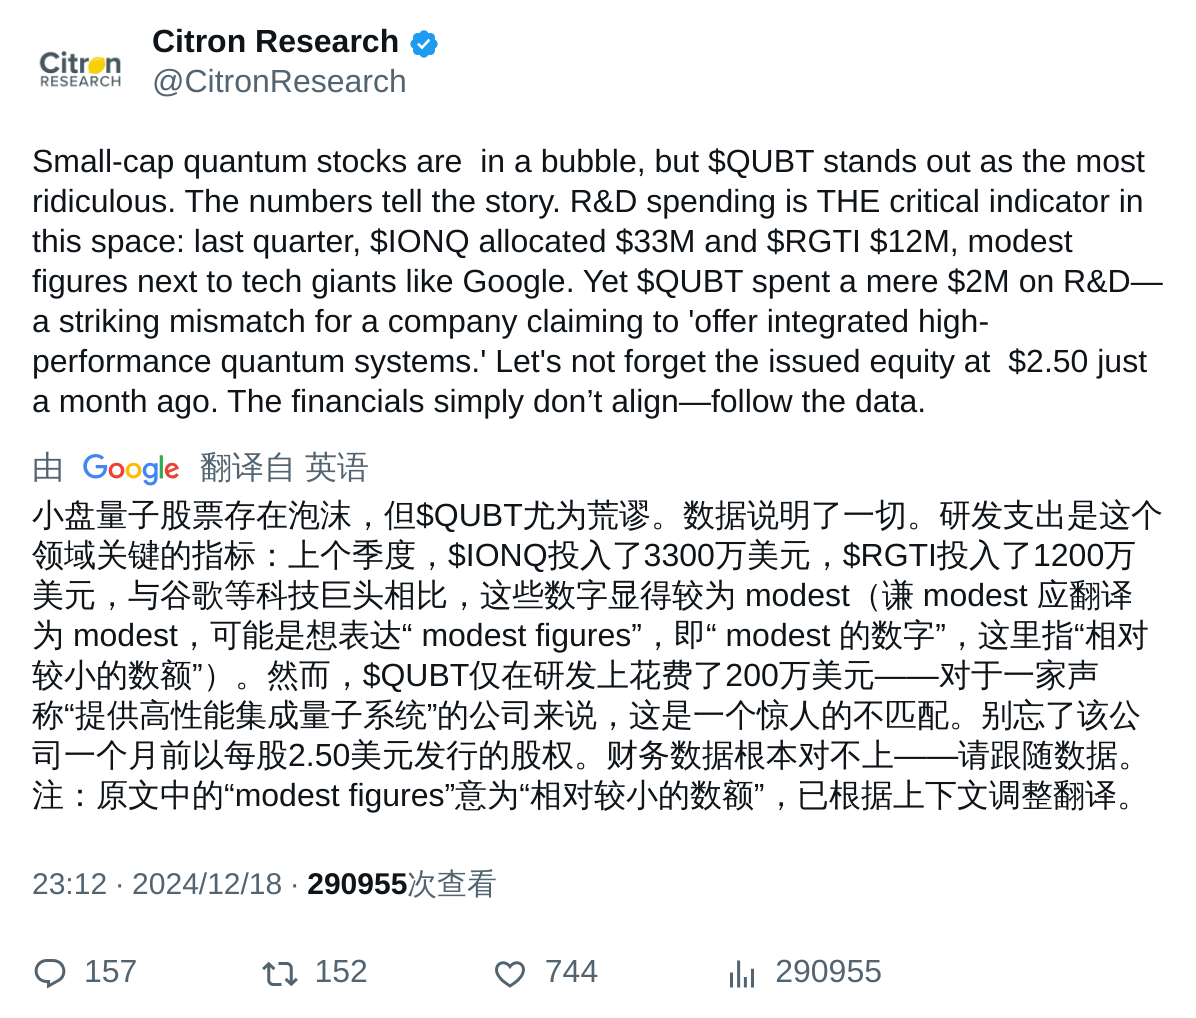 Citron
RESEARCH
Citron Research
@CitronResearch
Small-cap quantum stocks are  in a bubble, but $QUBT stands out as the most
ridiculous. The numbers tell the story. R&D spending is THE critical indicator in
this space: last quarter, $IONQ allocated $33M and $RGTI $12M, modest
figures next to tech giants like Google. Yet $QUBT spent a mere $2M on R&D—
a striking mismatch for a company claiming to 'offer integrated high-
performance quantum systems.' Let's not forget the issued equity at  $2.50 just
a month ago. The financials simply don’t align—follow the data.
由 Google 翻译自 英语
小盘量子股票存在泡沫，但$QUBT尤为荒谬。数据说明了一切。研发支出是这个
领域关键的指标：上个季度，$IONQ投入了3300万美元，$RGTI投入了1200万
美元，与谷歌等科技巨头相比，这些数字显得较为 modest（谦 modest 应翻译
为 modest，可能是想表达“ modest figures”，即“ modest 的数字”，这里指“相对
较小的数额”）。然而，$QUBT仅在研发上花费了200万美元——对于一家声
称“提供高性能集成量子系统”的公司来说，这是一个惊人的不匹配。别忘了该公
司一个月前以每股2.50美元发行的股权。财务数据根本对不上——请跟随数据。
注：原文中的“modest figures”意为“相对较小的数额”，已根据上下文调整翻译。
23:12 · 2024/12/18 · 290955次查看
157 152 744 290955